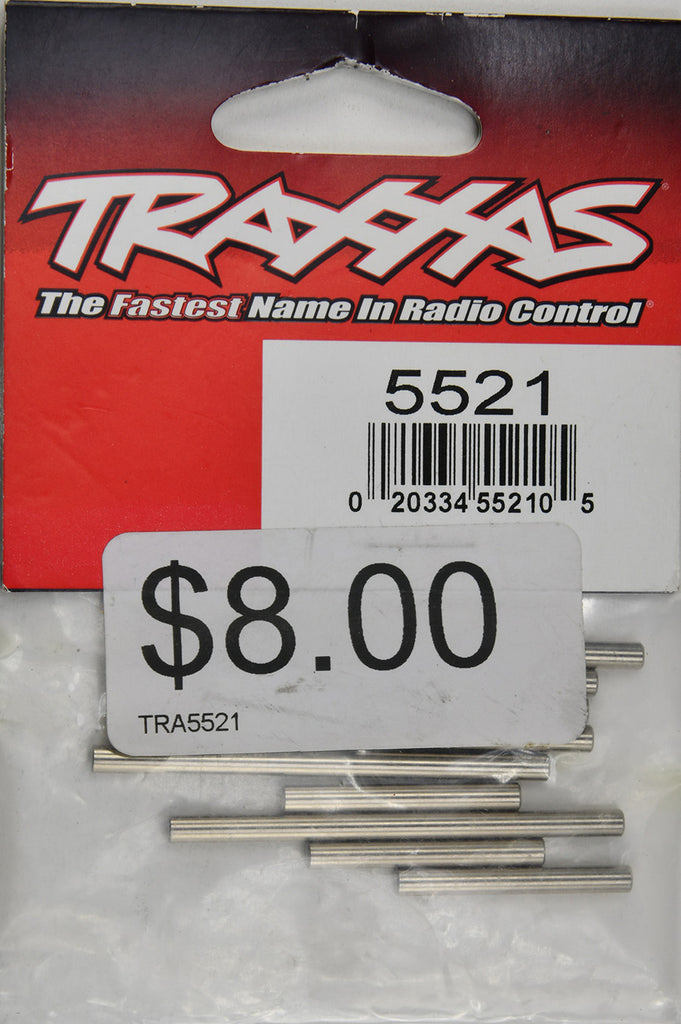 TRAXXAS®
The Fastest Name In Radio Control®
5521
0 20334 55210 5
$8.00
TRA5521